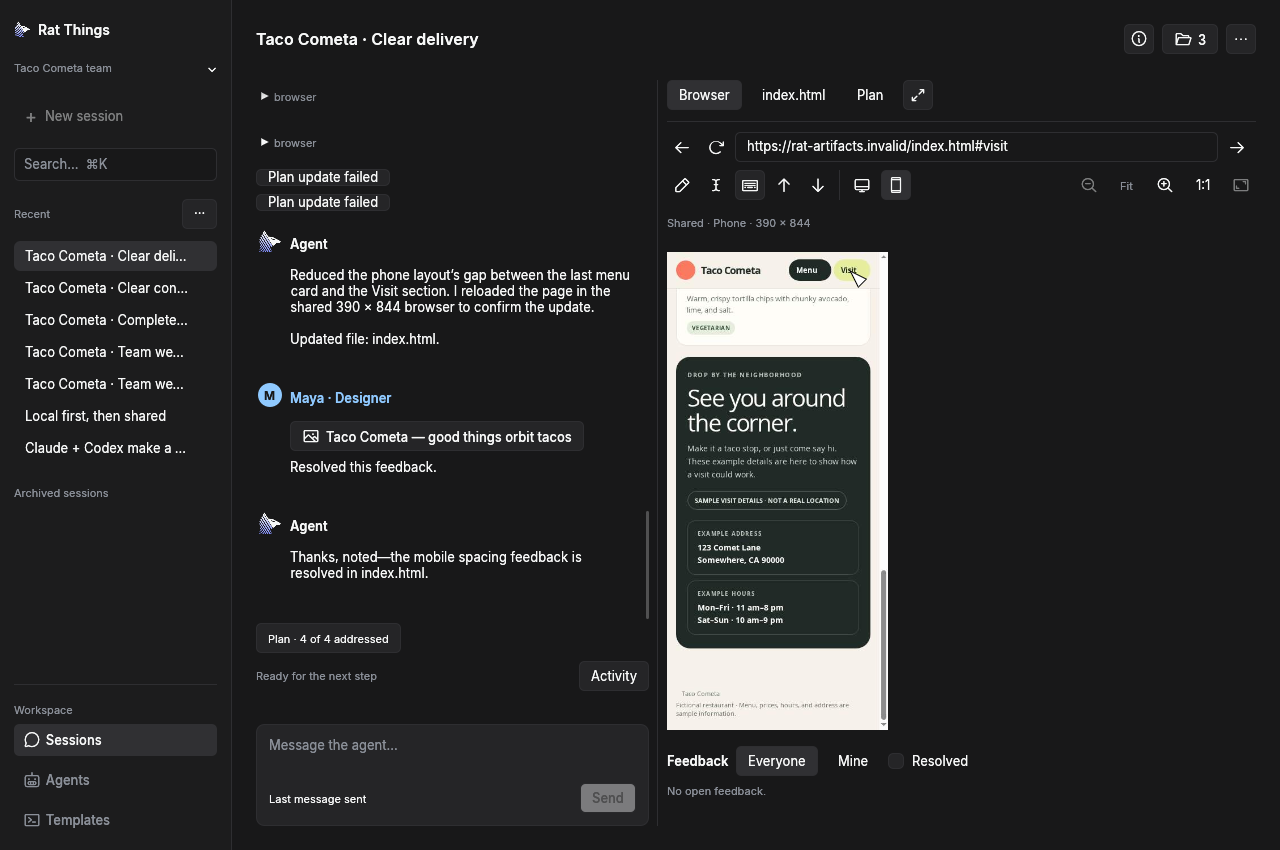 Rat Things
Taco Cometa team
+ New session
Search... ⌘K
Recent
Taco Cometa · Clear deli...
Taco Cometa · Clear con...
Taco Cometa · Complete...
Taco Cometa · Team we...
Taco Cometa · Team we...
Local first, then shared
Claude + Codex make a ...
Archived sessions
Workspace
Sessions
Agents
Templates
Taco Cometa · Clear delivery
3
browser
browser
Plan update failed
Plan update failed
Agent
Reduced the phone layout's gap between the last menu
card and the Visit section. I reloaded the page in the
shared 390 × 844 browser to confirm the update.
Updated file: index.html.
M Maya · Designer
Taco Cometa — good things orbit tacos
Resolved this feedback.
Agent
Thanks, noted—the mobile spacing feedback is
resolved in index.html.
Plan · 4 of 4 addressed
Ready for the next step
Activity
Message the agent...
Last message sent
Send
Browser index.html Plan
https://rat-artifacts.invalid/index.html#visit
Fit 1:1
Shared · Phone · 390 × 844
Taco Cometa Menu Visit
Warm, crispy tortilla chips with chunky avocado,
lime, and salt.
VEGETARIAN
DROP BY THE NEIGHBORHOOD
See you around
the corner.
Make it a taco stop, or just come say hi.
These example details are here to show how
a visit could work.
SAMPLE VISIT DETAILS · NOT A REAL LOCATION
EXAMPLE ADDRESS
123 Comet Lane
Somewhere, CA 90000
EXAMPLE HOURS
Mon–Fri · 11 am–8 pm
Sat–Sun · 10 am–9 pm
Taco Cometa
Fictional restaurant · Menu, prices, hours, and address are
sample information.
Feedback Everyone Mine Resolved
No open feedback.